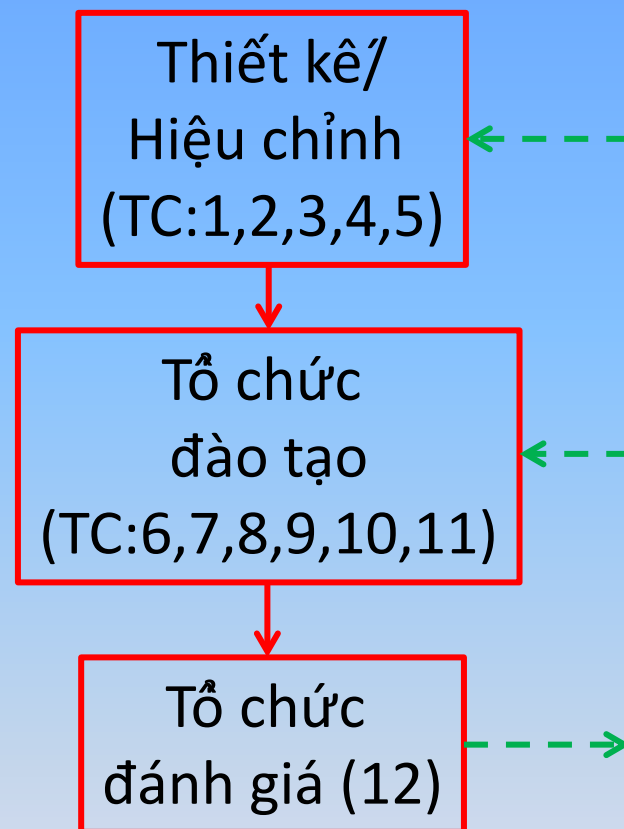 Thiết kế/
Hiệu chỉnh
(TC:1,2,3,4,5)
Tổ chức
đào tạo
(TC:6,7,8,9,10,11)
Tổ chức
đánh giá (12)